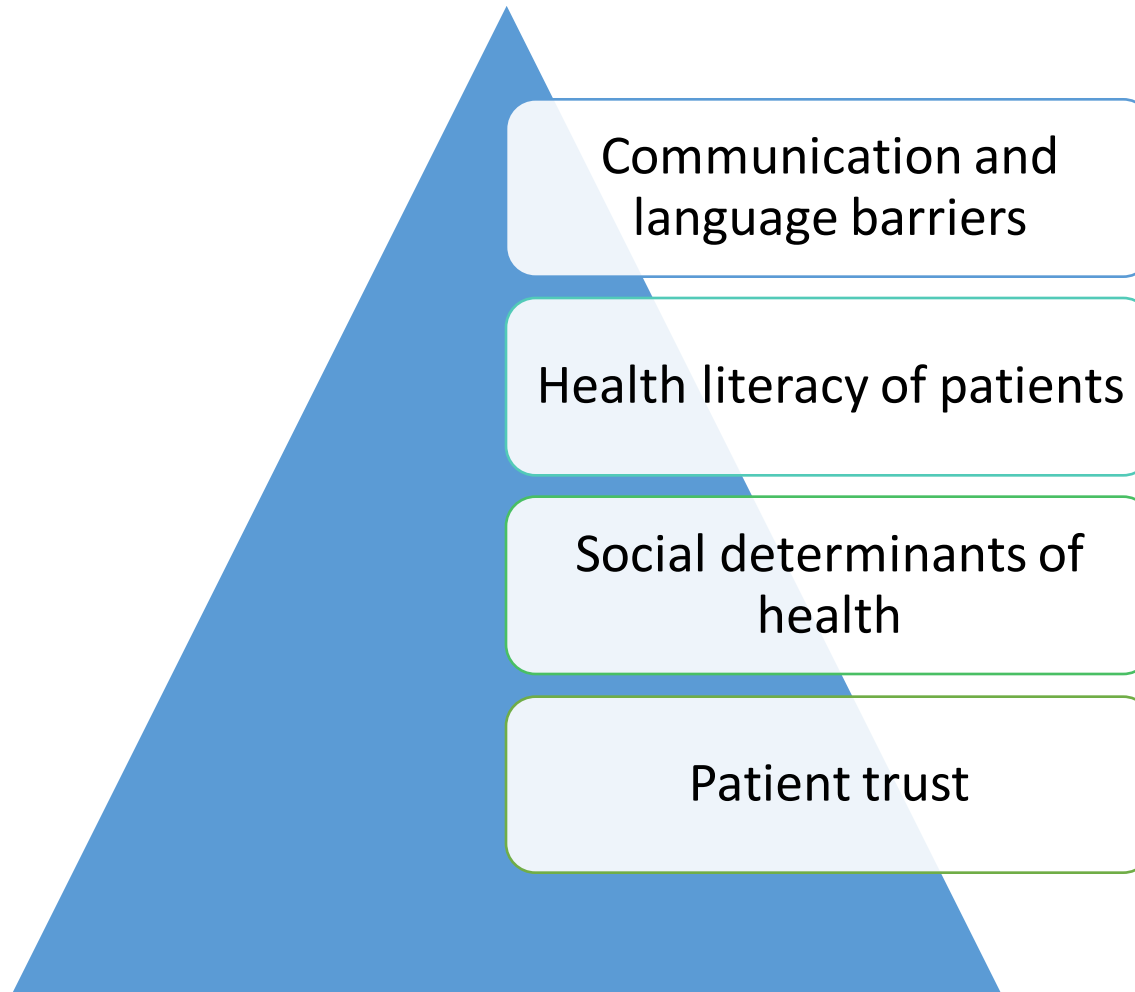 Communication and
language barriers
Health literacy of patients
Social determinants of
health
Patient trust